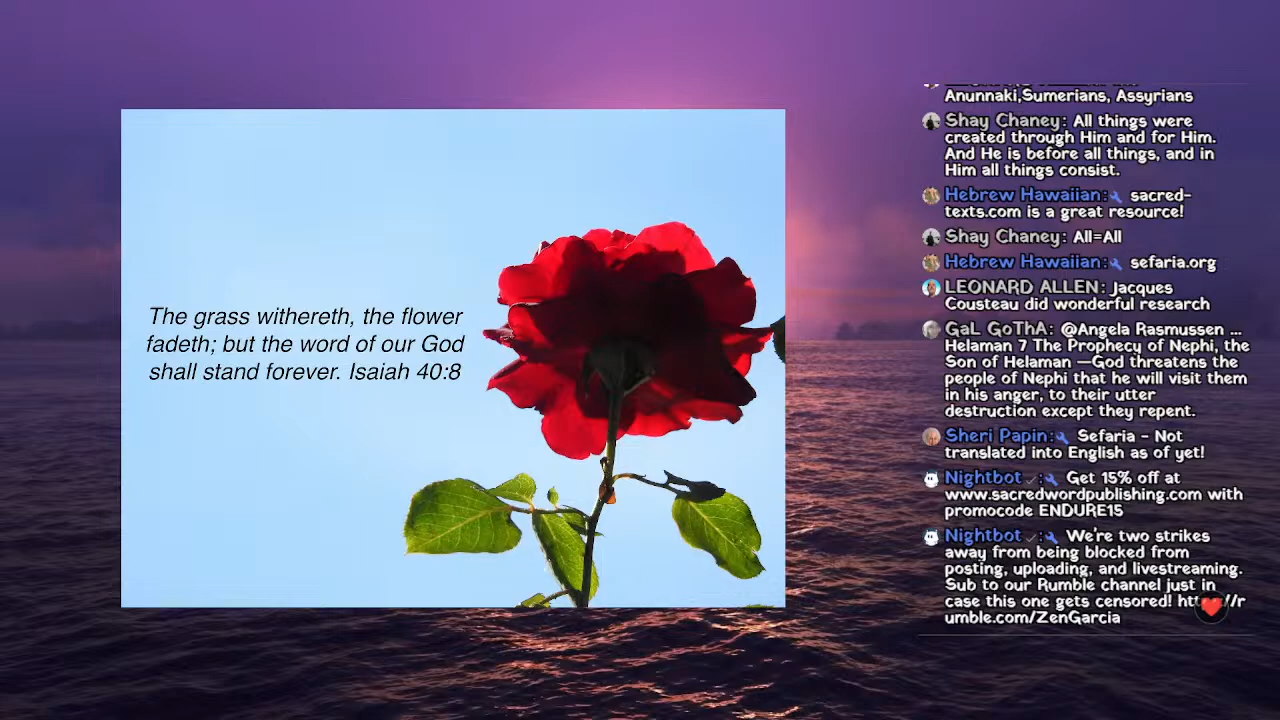 The grass withereth, the flower
fadeth; but the word of our God
shall stand forever. Isaiah 40:8
Anunnaki,Sumerians, Assyrians
Shay Chaney: All things were
created through Him and for Him.
And He is before all things, and in
Him all things consist.
Hebrew Hawaiian: sacred-
texts.com is a great resource!
Shay Chaney: All=All
Hebrew Hawaiian: sefaria.org
LEONARD ALLEN: Jacques
Cousteau did wonderful research
GaL GoThA: @Angela Rasmussen ...
Helaman 7 The Prophecy of Nephi, the
Son of Helaman —God threatens the
people of Nephi that he will visit them
in his anger, to their utter
destruction except they repent.
Sheri Papin: Sefaria - Not
translated into English as of yet!
Nightbot ✓: Get 15% off at
www.sacredwordpublishing.com with
promocode ENDURE15
Nightbot ✓: We're two strikes
away from being blocked from
posting, uploading, and livestreaming.
Sub to our Rumble channel just in
case this one gets censored!
umble.com/ZenGarcia